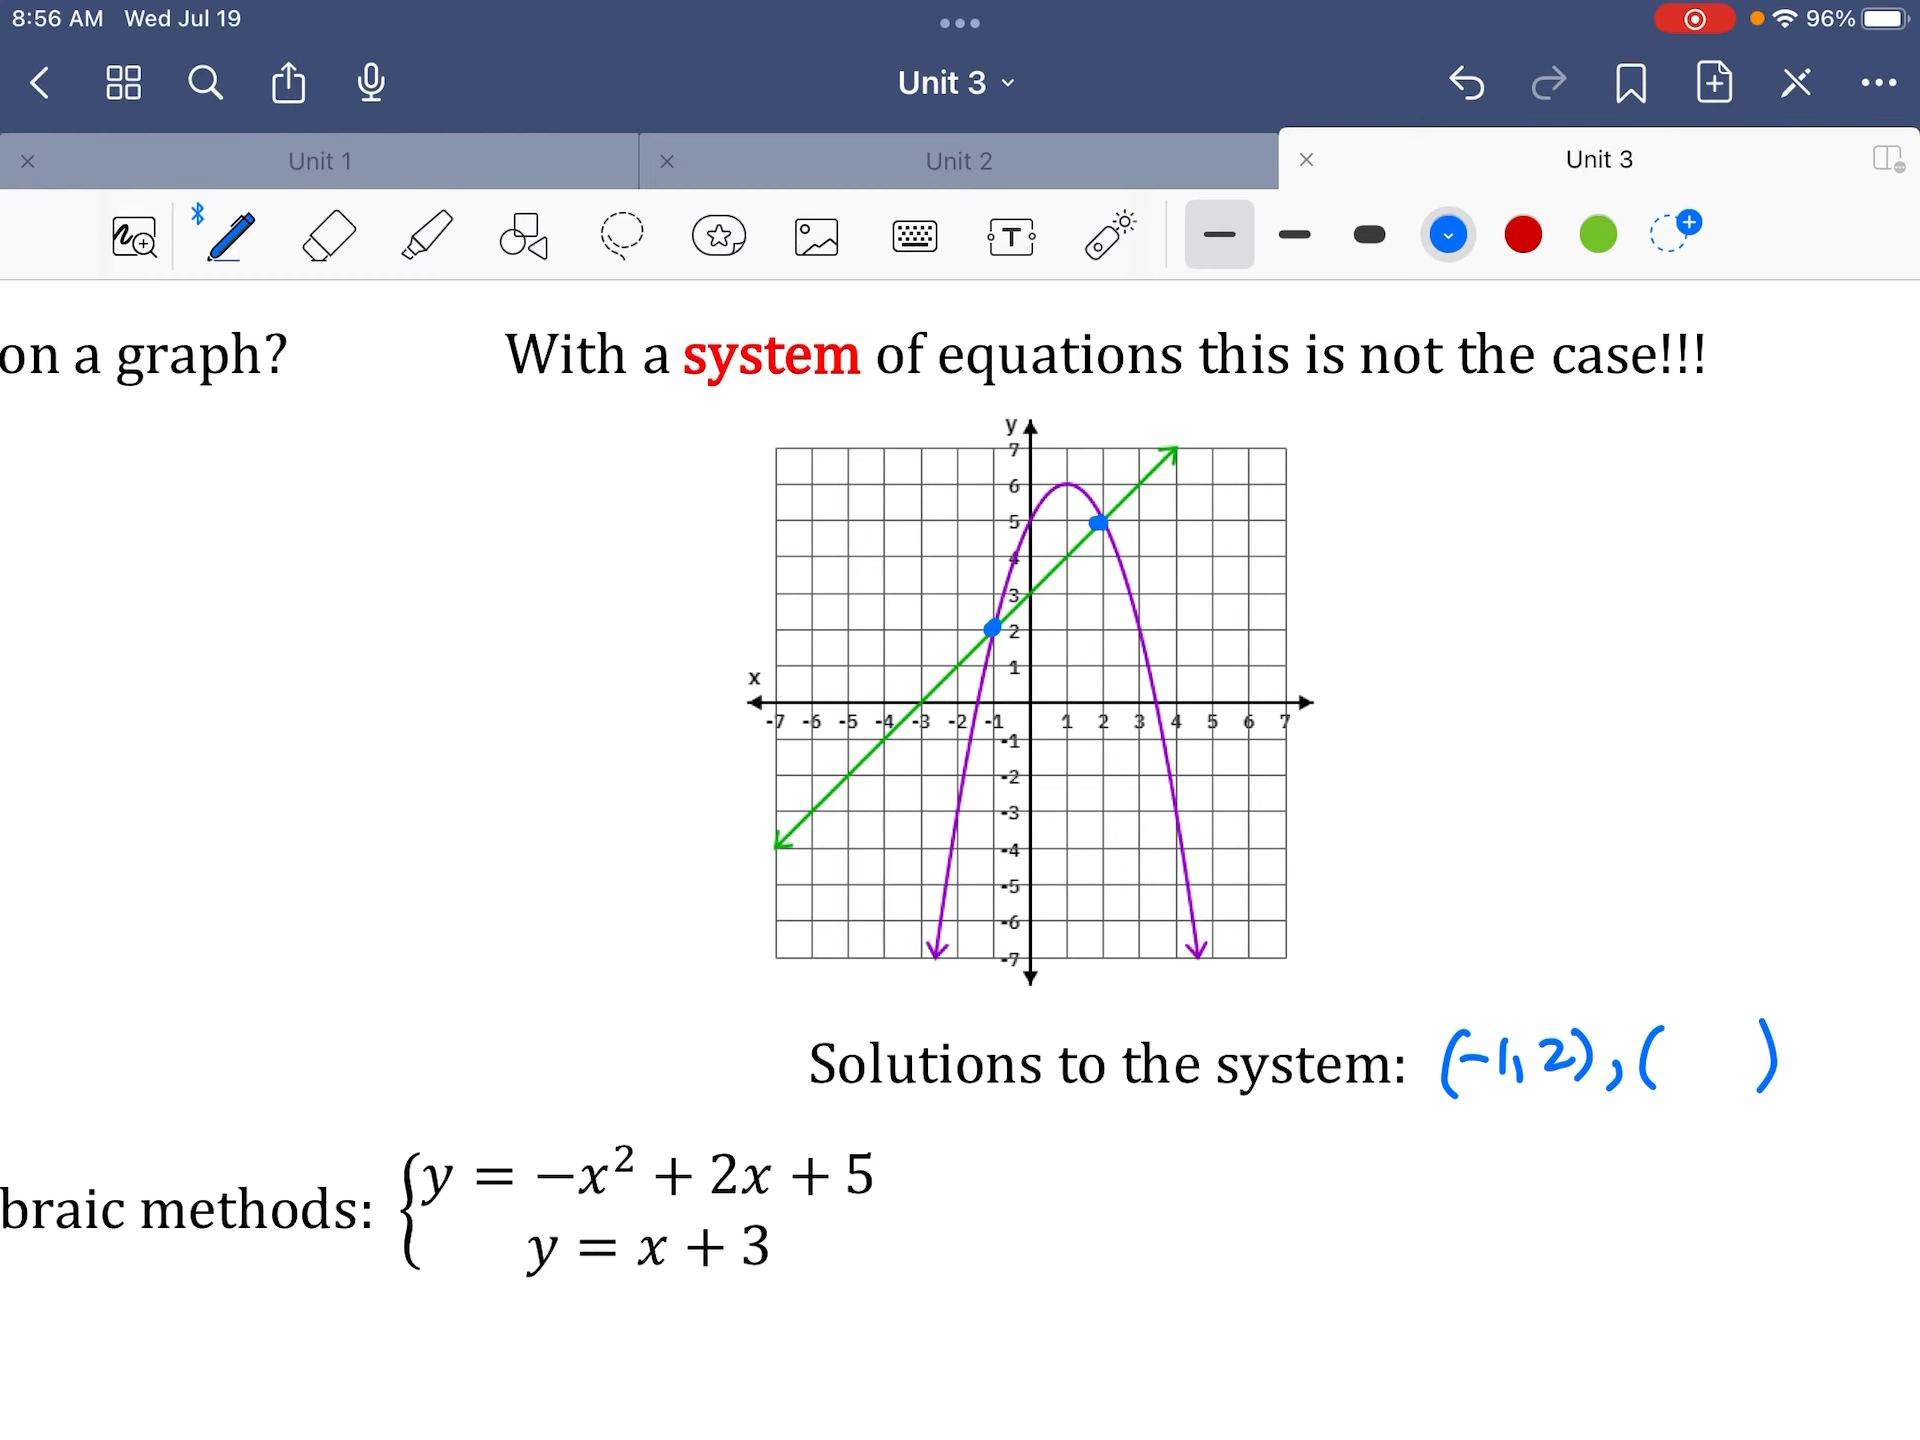 8:56 AM Wed Jul 19
96%
Unit 3
Unit 1
Unit 2
Unit 3
T
on a graph?
With a system of equations this is not the case!!!
y
7
6
5
4
3
2
1
x
-7 -6 -5 -4 -3 -2 -1 1 2 3 4 5 6 7
-1
-2
-3
-4
-5
-6
-7
Solutions to the system: (-1, 2), ( )
braic methods: { y = −x² + 2x + 5
y = x + 3